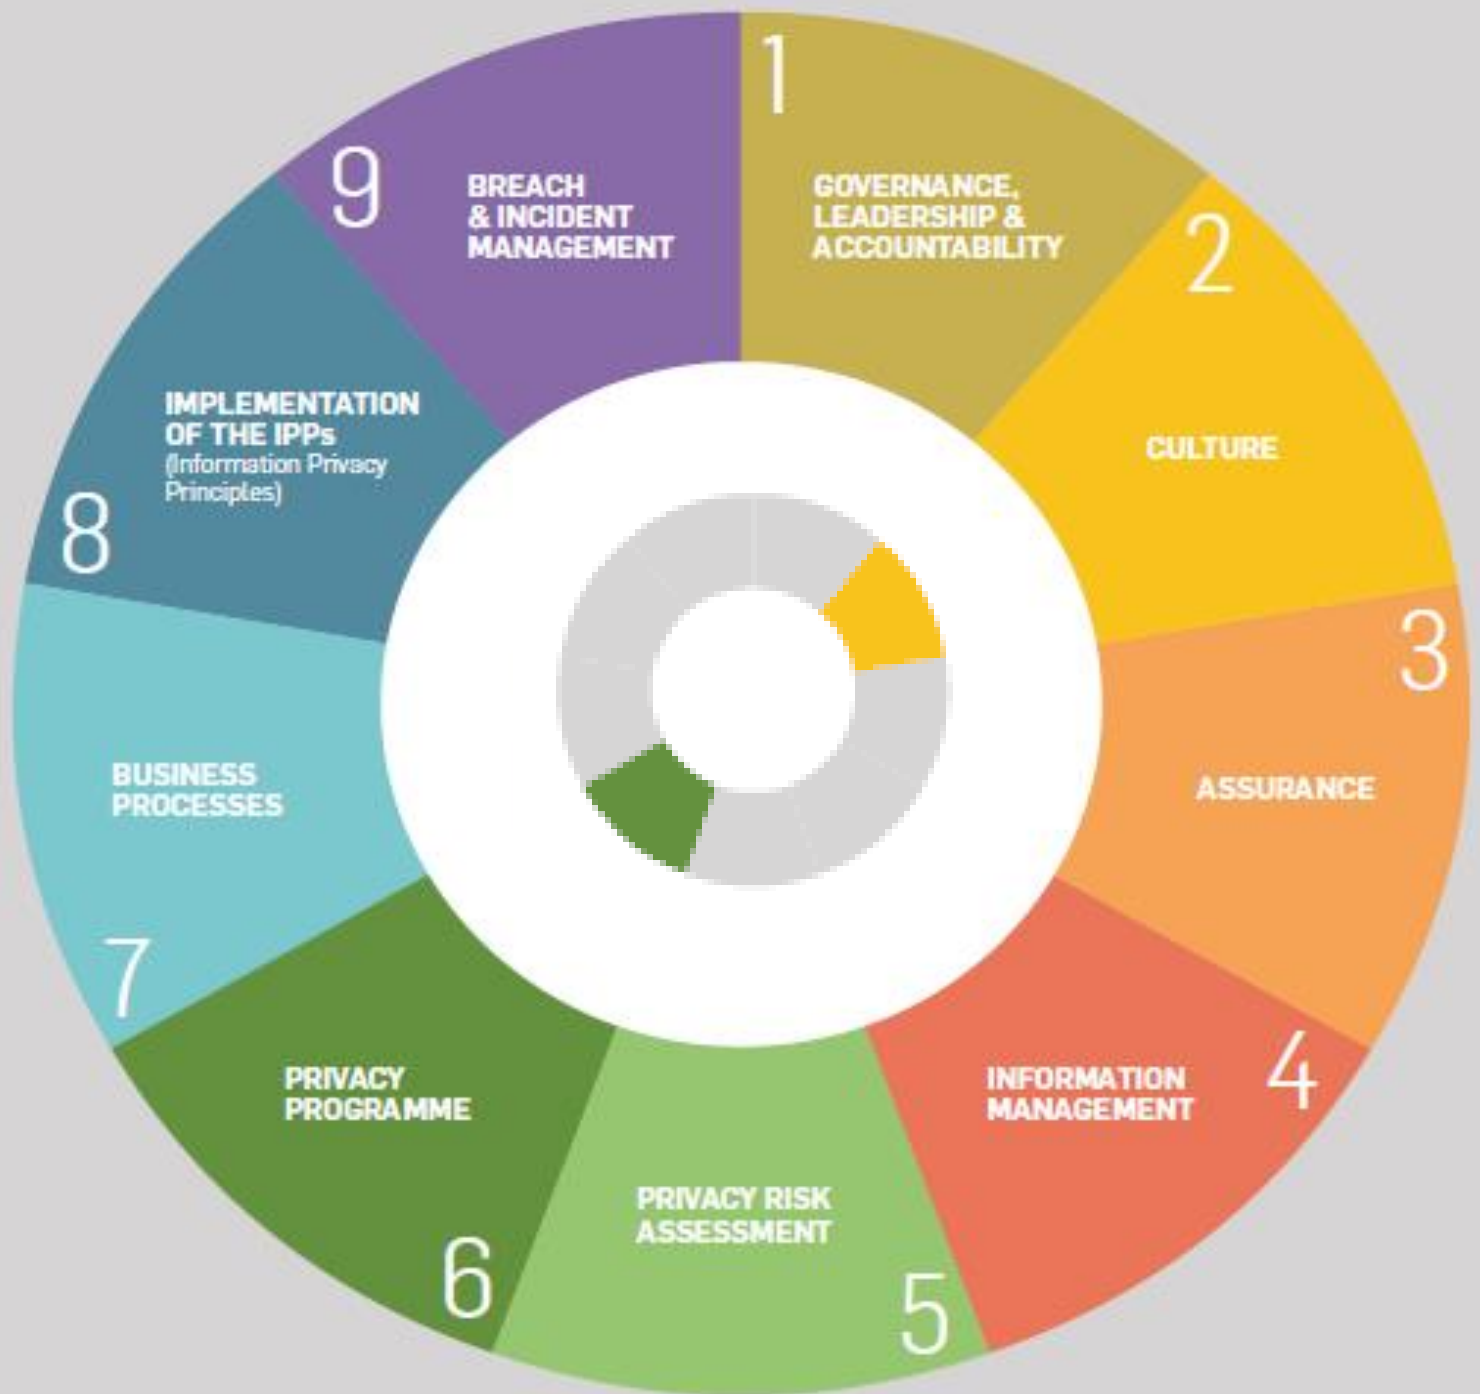 1
GOVERNANCE,
LEADERSHIP &
ACCOUNTABILITY
2
CULTURE
3
ASSURANCE
4
INFORMATION
MANAGEMENT
5
PRIVACY RISK
ASSESSMENT
6
PRIVACY
PROGRAMME
7
BUSINESS
PROCESSES
8
IMPLEMENTATION
OF THE IPPs
(Information Privacy
Principles)
9
BREACH
& INCIDENT
MANAGEMENT